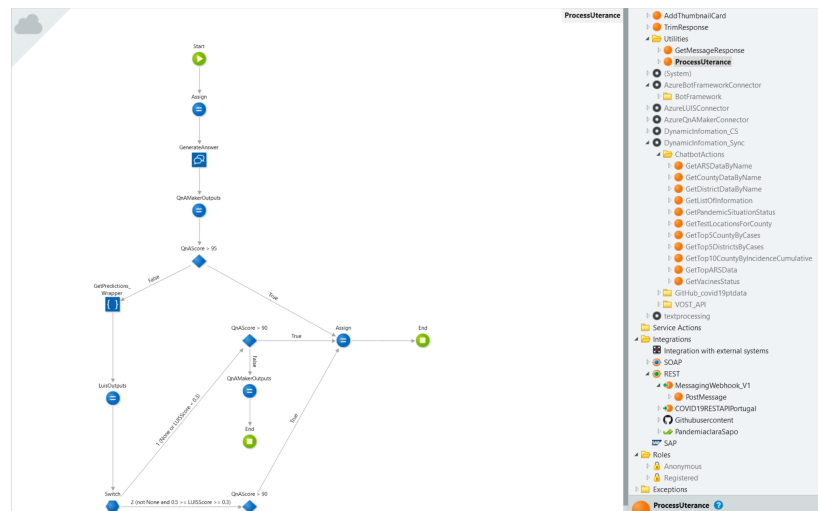 ProcessUterance
Start
Assign
GenerateAnswer
QnAMakerOutputs
QnAScore > 95
False
True
GetPredictions_
Wrapper
QnAScore > 90
True
Assign
End
False
LuisOutputs
QnAMakerOutputs
End
1 (None or LUISScore < 0.3)
True
Switch
2 (not None and 0.5 >= LUISScore >= 0.3)
QnAScore > 90
AddThumbnailCard
TrimResponse
Utilities
GetMessageResponse
ProcessUterance
(System)
AzureBotFrameworkConnector
BotFramework
AzureLUISConnector
AzureQnAMakerConnector
DynamicInfomation_CS
DynamicInfomation_Sync
ChatbotActions
GetARSDataByName
GetCountyDataByName
GetDistrictDataByName
GetListOfInformation
GetPandemicSituationStatus
GetTestLocationsForCounty
GetTop5CountyByCases
GetTop5DistrictsByCases
GetTop10CountyByIncidenceCumulative
GetTopARSData
GetVacinesStatus
GitHub_covid19ptdata
VOST_API
textprocessing
Service Actions
Integrations
Integration with external systems
SOAP
REST
MessagingWebhook_V1
PostMessage
COVID19RESTAPIPortugal
Githubusercontent
PandemiaclaraSapo
SAP
Roles
Anonymous
Registered
Exceptions
ProcessUterance